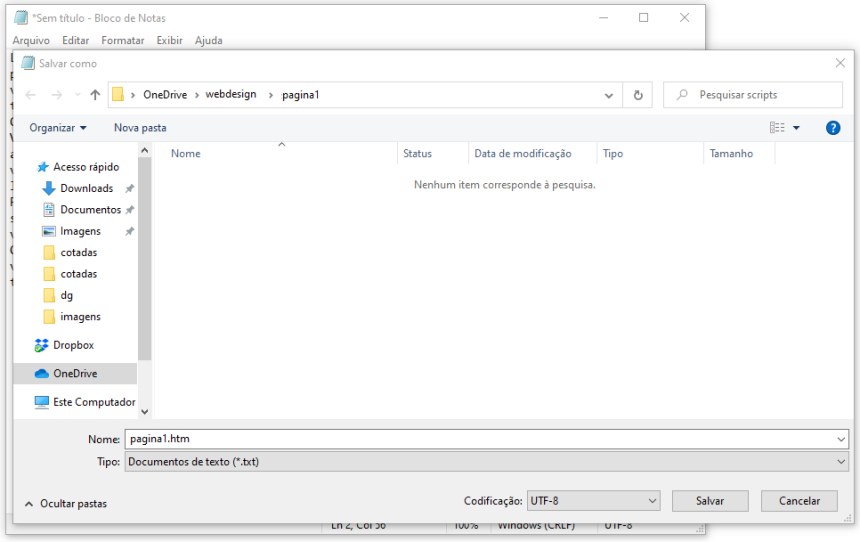 *Sem título - Bloco de Notas
Arquivo Editar Formatar Exibir Ajuda
Salvar como
OneDrive › webdesign › pagina1
Pesquisar scripts
Organizar Nova pasta
Nome Status Data de modificação Tipo Tamanho
Nenhum item corresponde à pesquisa.
Acesso rápido
Downloads
Documentos
Imagens
cotadas
cotadas
dg
imagens
Dropbox
OneDrive
Este Computador
Nome: pagina1.htm
Tipo: Documentos de texto (*.txt)
Ocultar pastas
Codificação: UTF-8 Salvar Cancelar
Ln 2, Col 56 100% Windows (CRLF) UTF-8